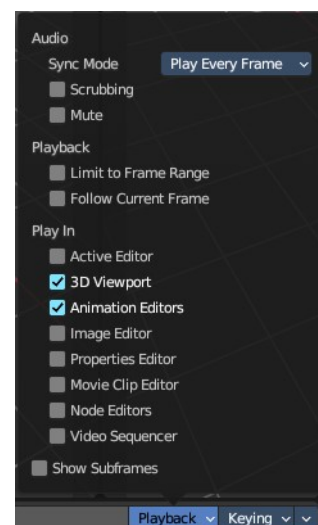 Audio
Sync Mode Play Every Frame
Scrubbing
Mute
Playback
Limit to Frame Range
Follow Current Frame
Play In
Active Editor
3D Viewport
Animation Editors
Image Editor
Properties Editor
Movie Clip Editor
Node Editors
Video Sequencer
Show Subframes
Playback Keying